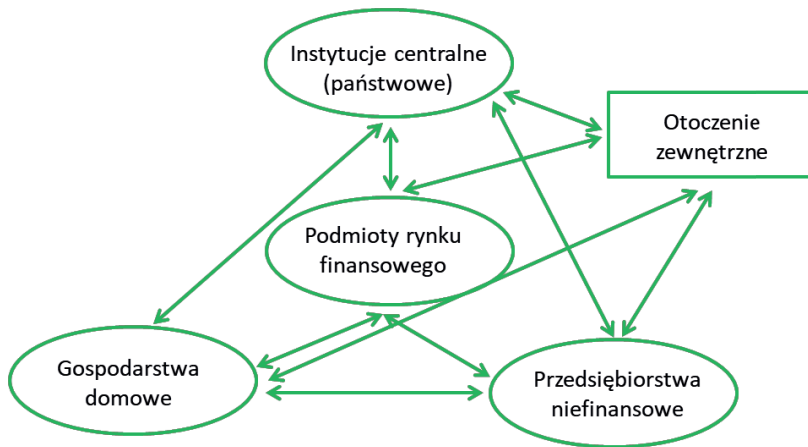 Instytucje centralne
(państwowe)
Otoczenie
zewnętrzne
Podmioty rynku
finansowego
Gospodarstwa
domowe
Przedsiębiorstwa
niefinansowe